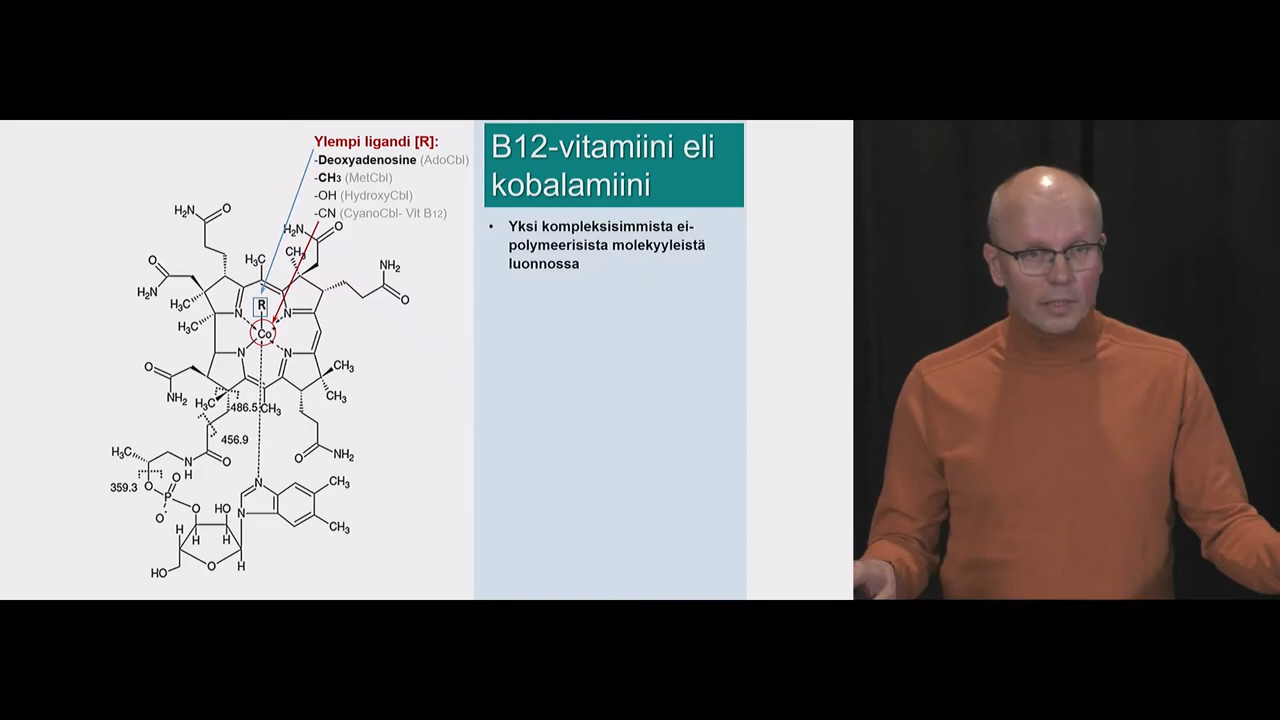 Ylempi ligandi [R]:
-Deoxyadenosine (AdoCbl)
-CH₃ (MetCbl)
-OH (HydroxyCbl)
-CN (CyanoCbl- Vit B₁₂)
H₂N
O
H₂N
O
CH₃
H₃C
O
H₂N
H₃C
NH₂
O
R
N
N
H₃C
Co
N
N
O
NH₂
CH₃
CH₃
H₃C
486.5
CH₃
456.9
H₃C
N
H
O
O
NH₂
359.3
O
O
P
O⁻
O
N
CH₃
HO
N
CH₃
H
H
H
HO
O
H
B12-vitamiini eli
kobalamiini
• Yksi kompleksisimmista ei-
polymeerisista molekyyleistä
luonnossa